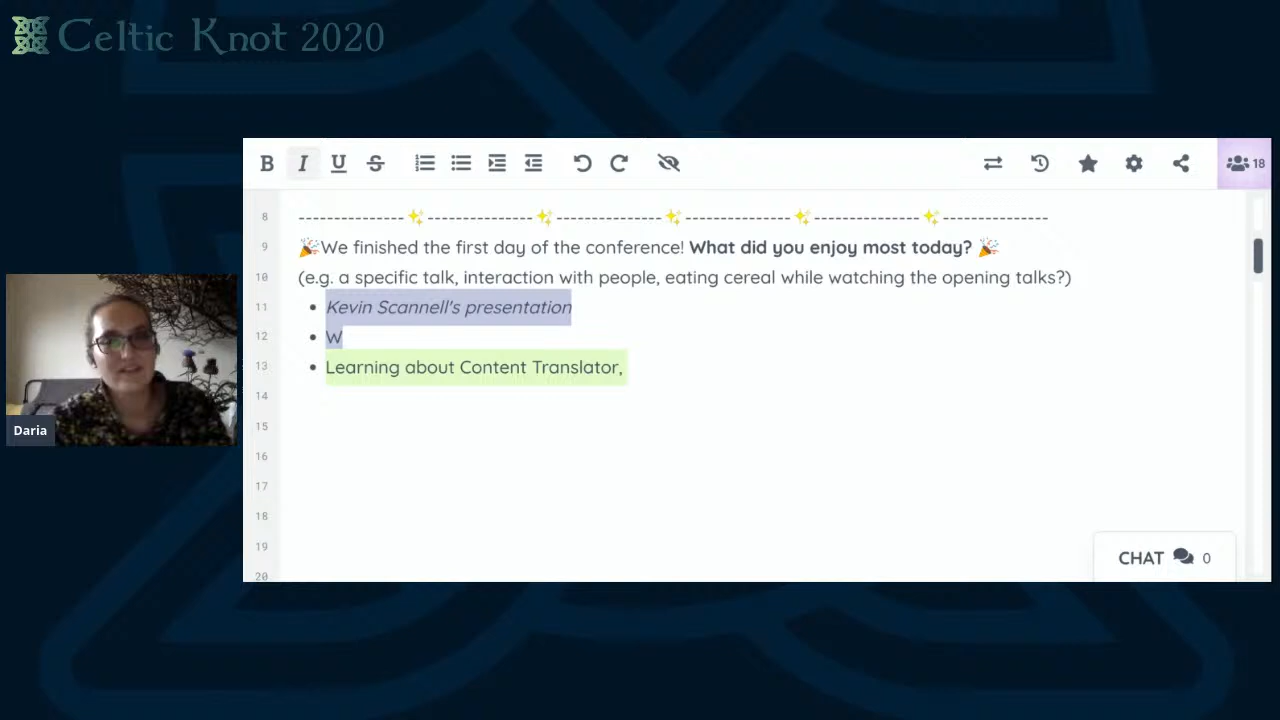 Celtic Knot 2020
B I U S 18
8 ---------------✨---------------✨---------------✨---------------✨---------------✨---------------
9 🎉We finished the first day of the conference! What did you enjoy most today? 🎉
10 (e.g. a specific talk, interaction with people, eating cereal while watching the opening talks?)
11 • Kevin Scannell's presentation
12 • W
13 • Learning about Content Translator,
14
15
16
17
18
19
20
CHAT 0
Daria